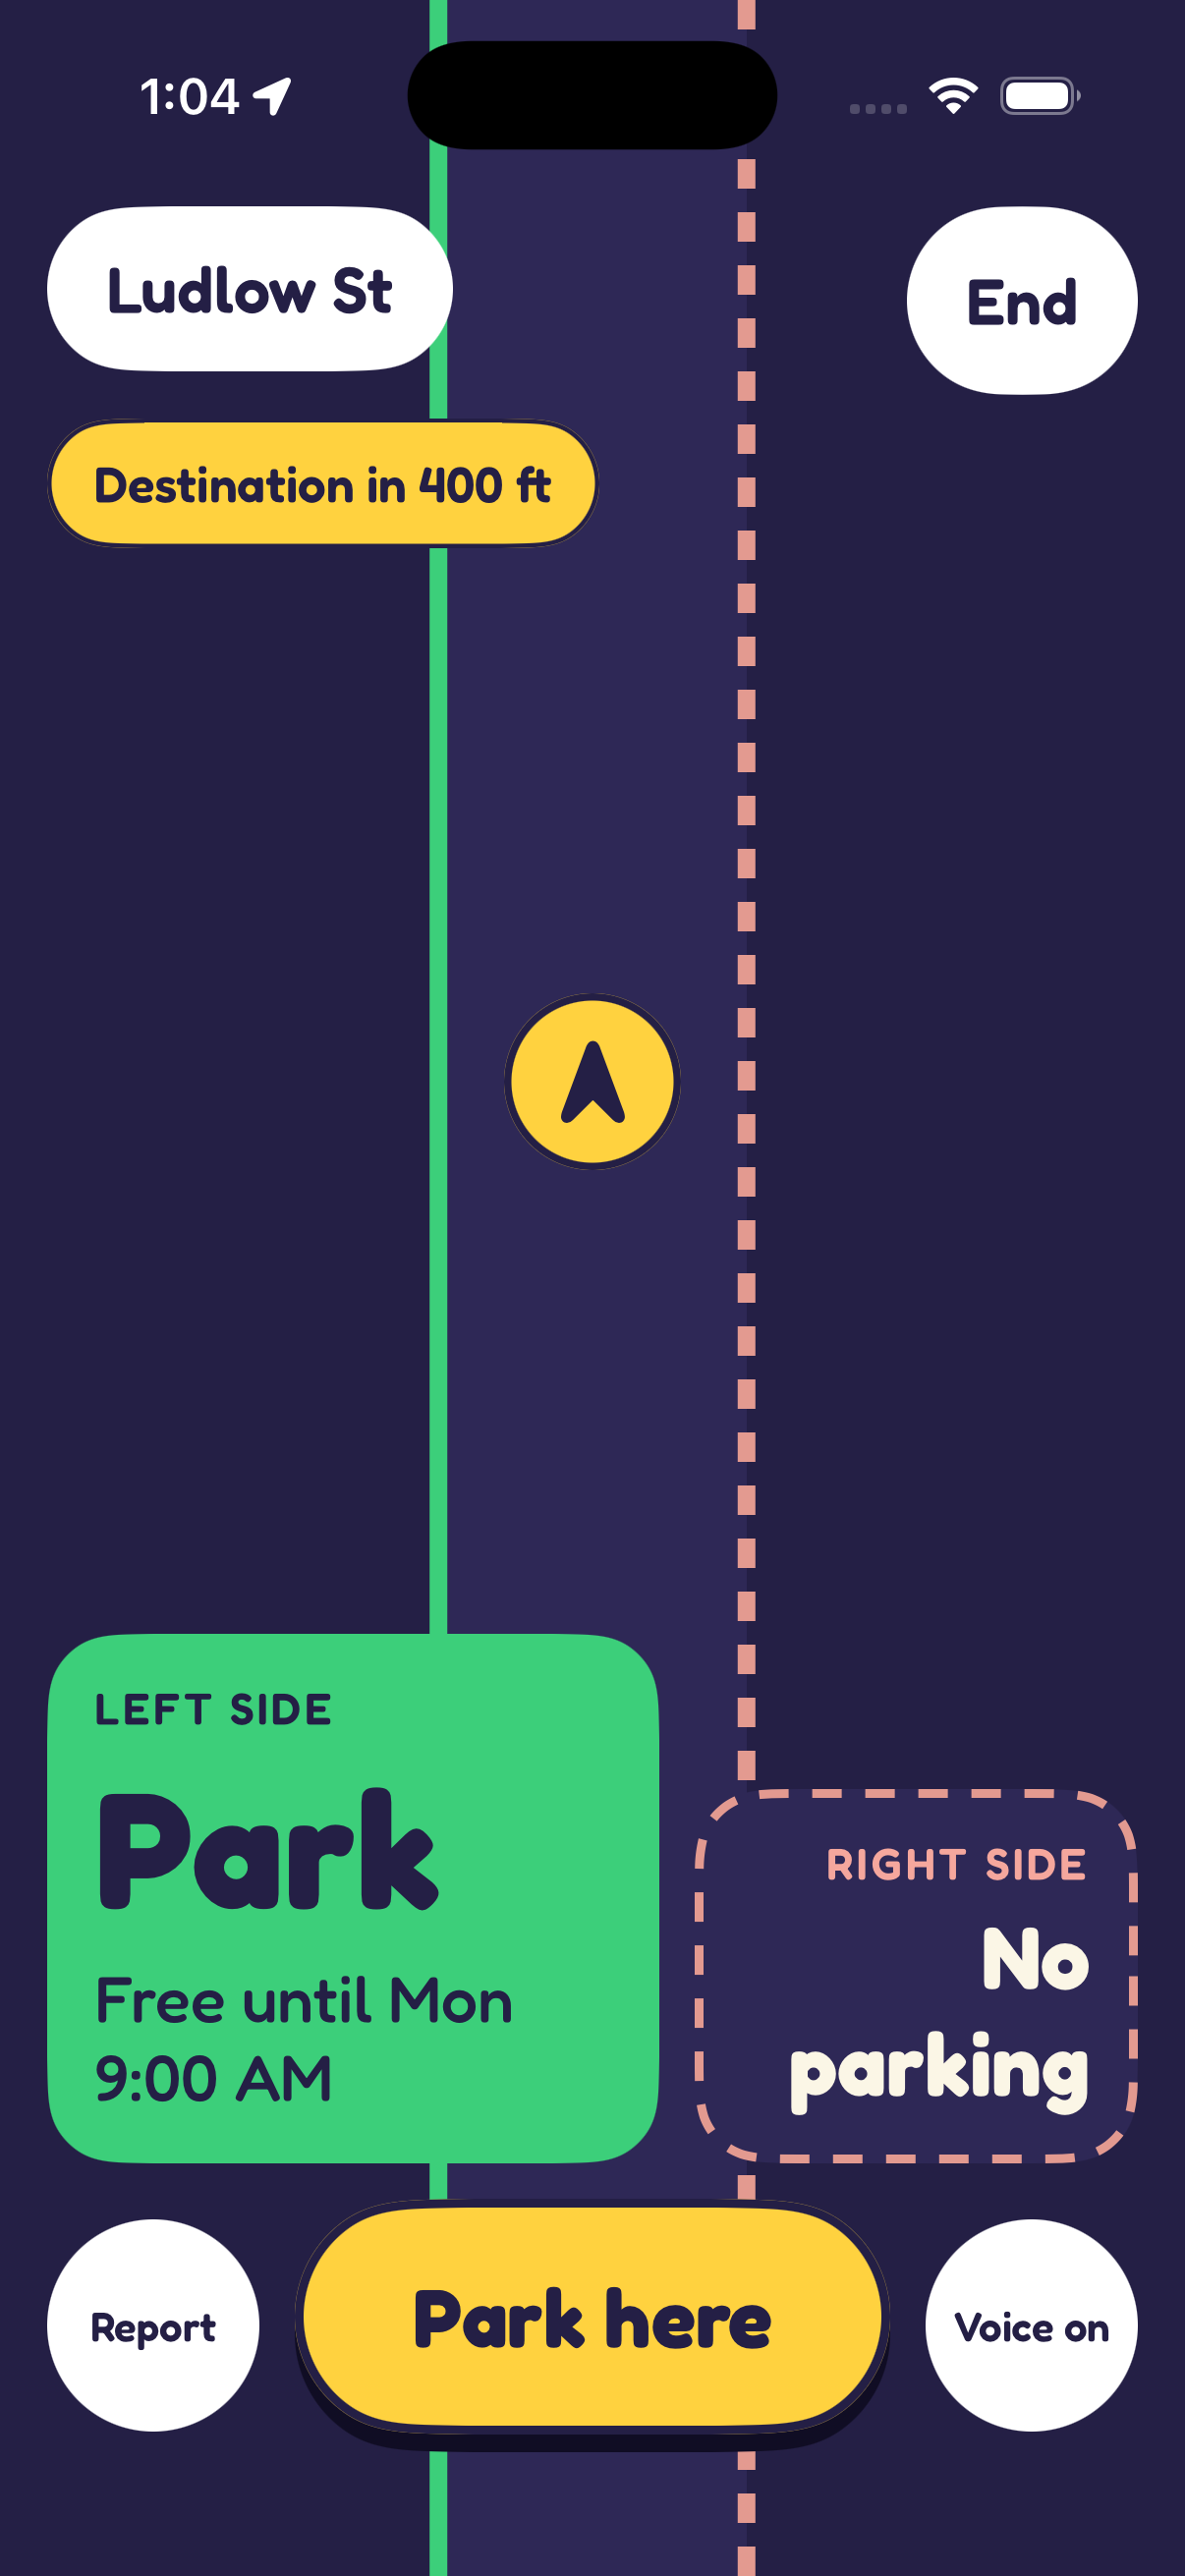 1:04
Ludlow St
End
Destination in 400 ft
LEFT SIDE
Park
Free until Mon
9:00 AM
RIGHT SIDE
No
parking
Report
Park here
Voice on